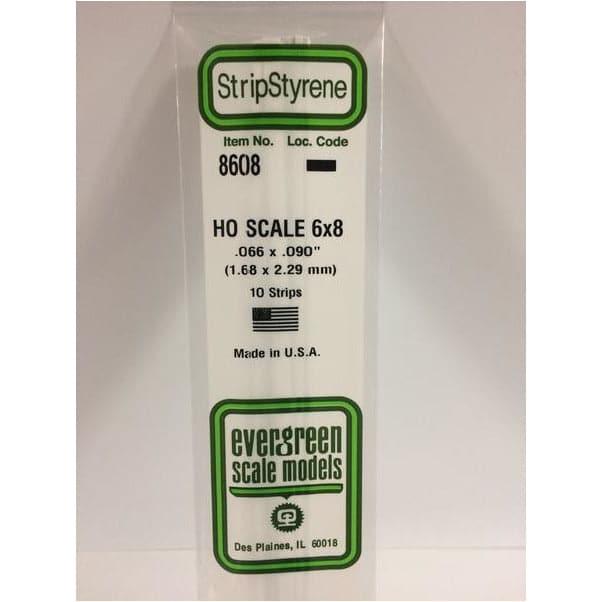 StripStyrene
Item No. Loc. Code
8608
HO SCALE 6x8
.066 x .090"
(1.68 x 2.29 mm)
10 Strips
Made in U.S.A.
evergreen
scale models
Des Plaines, IL 60018